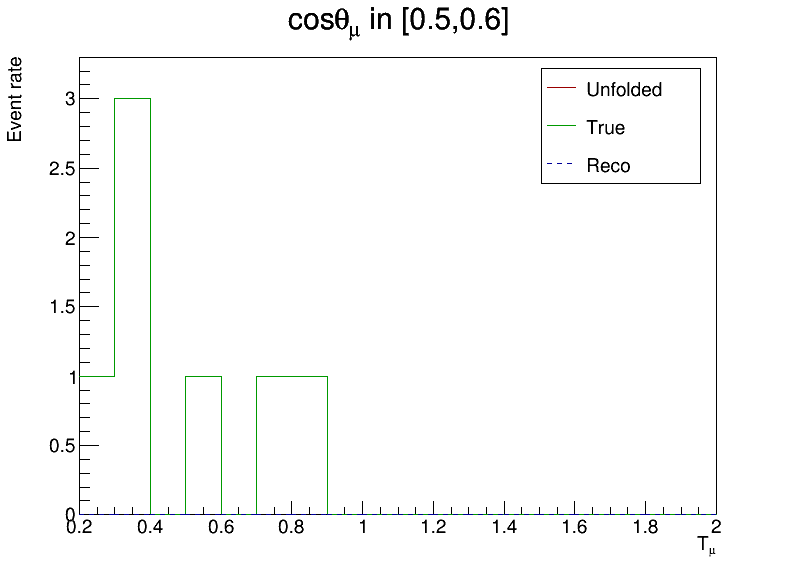 cosθμ in [0.5,0.6]
Event rate
Unfolded
True
Reco
3
2.5
2
1.5
1
0.5
0
0.2 0.4 0.6 0.8 1 1.2 1.4 1.6 1.8 2
Tμ